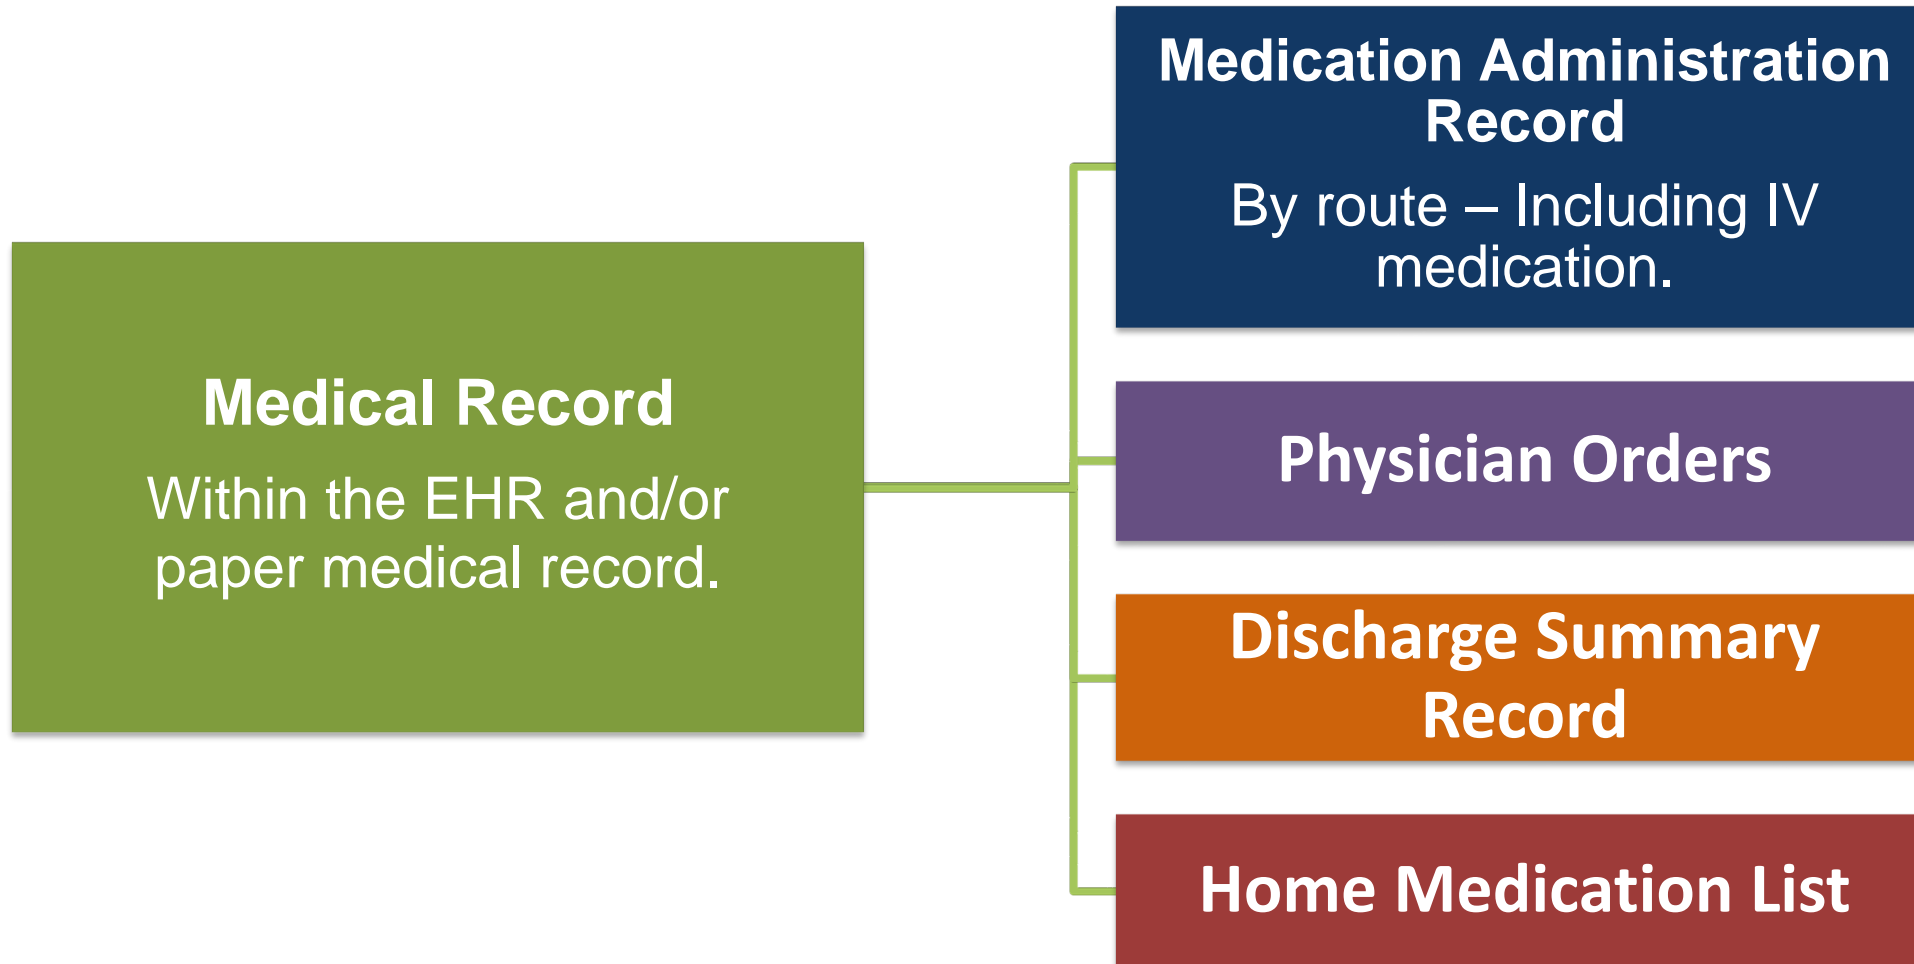 Medical Record
Within the EHR and/or
paper medical record.
Medication Administration
Record
By route – Including IV
medication.
Physician Orders
Discharge Summary
Record
Home Medication List